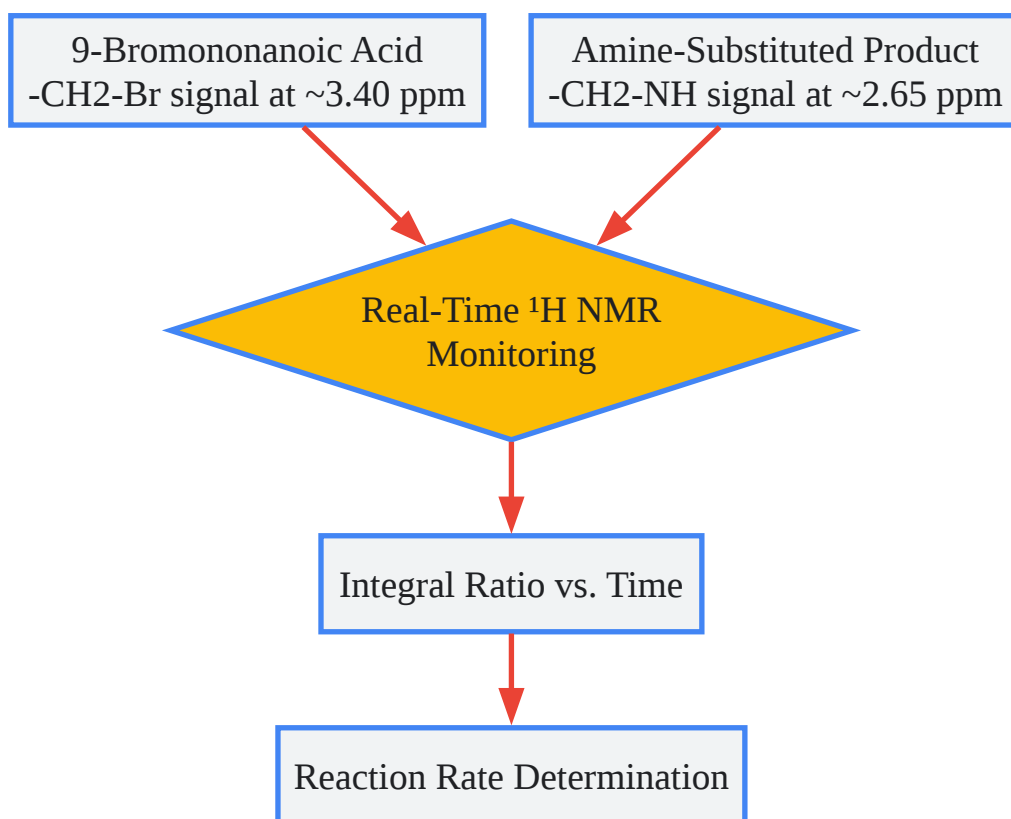 9-Bromononanoic Acid
-CH2-Br signal at ~3.40 ppm
Amine-Substituted Product
-CH2-NH signal at ~2.65 ppm
Real-Time ¹H NMR
Monitoring
Integral Ratio vs. Time
Reaction Rate Determination